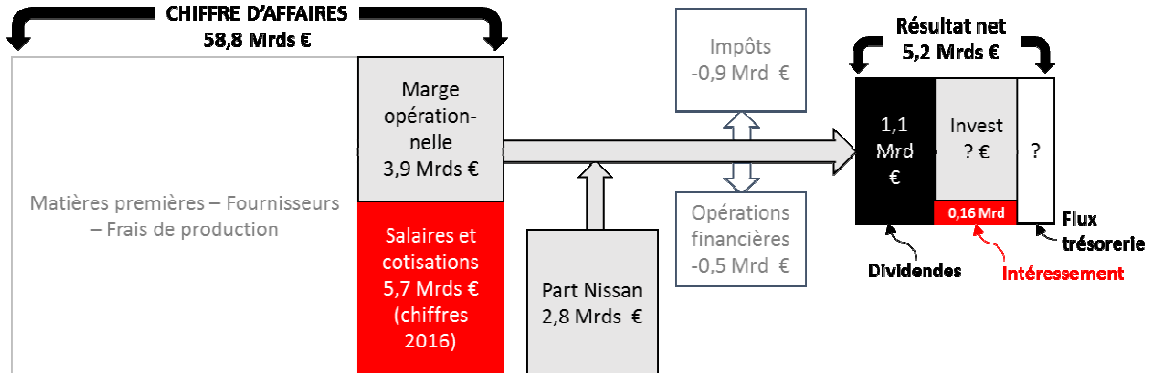 CHIFFRE D'AFFAIRES
58,8 Mrds €
Matières premières – Fournisseurs
– Frais de production
Marge
opération-
nelle
3,9 Mrds €
Salaires et
cotisations
5,7 Mrds €
(chiffres
2016)
Part Nissan
2,8 Mrds €
Impôts
-0,9 Mrd €
Opérations
financières
-0,5 Mrd €
Résultat net
5,2 Mrds €
1,1
Mrd
€
Invest
? €
?
0,16 Mrd
Flux
trésorerie
Dividendes
Intéressement